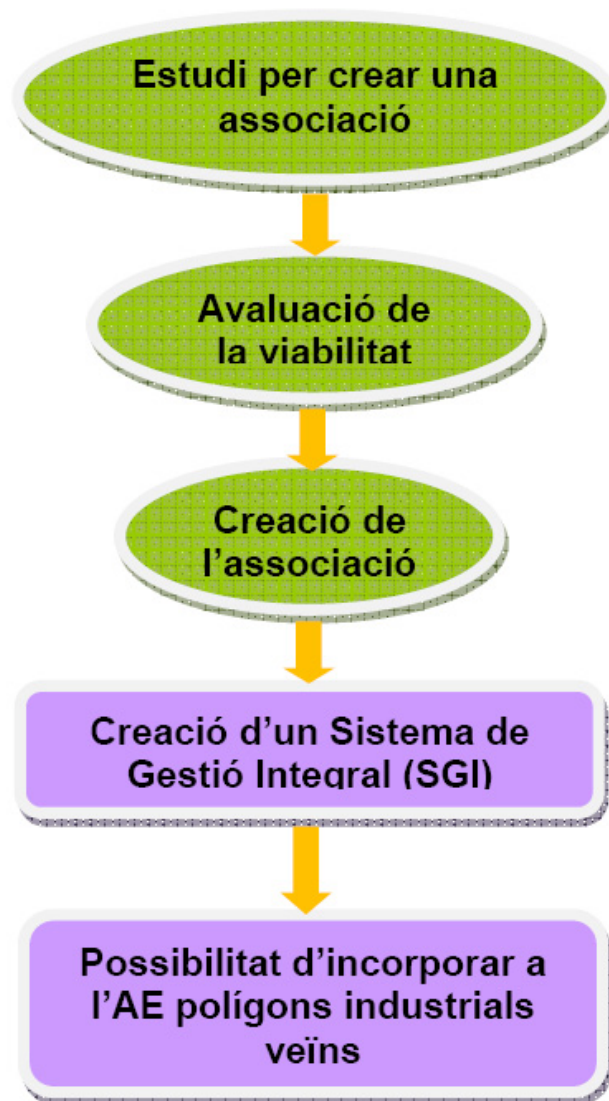 Estudi per crear una
associació
Avaluació de
la viabilitat
Creació de
l’associació
Creació d’un Sistema de
Gestió Integral (SGI)
Possibilitat d’incorporar a
l’AE polígons industrials
veïns